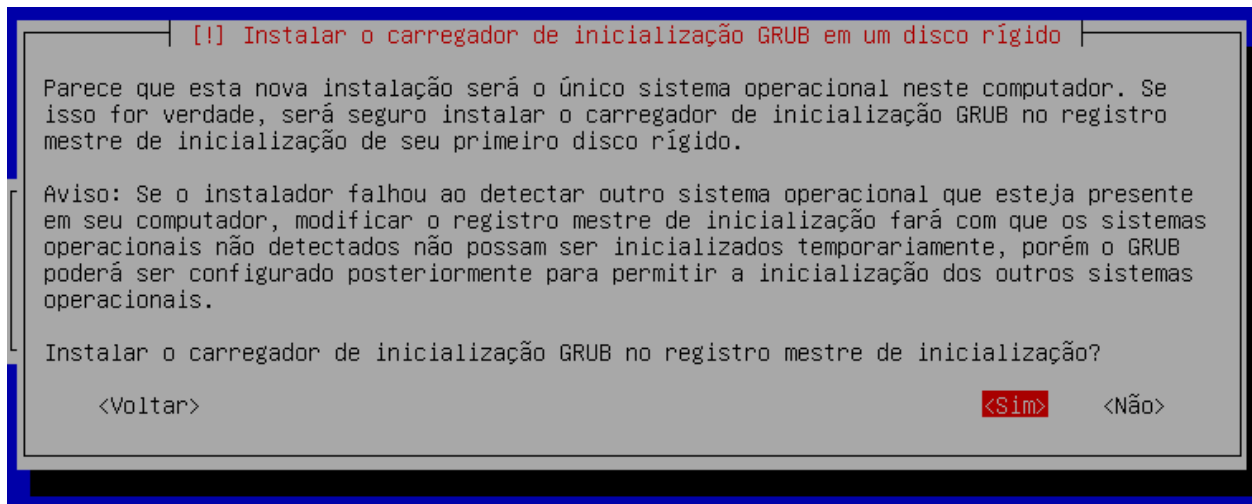 [!] Instalar o carregador de inicialização GRUB em um disco rígido
Parece que esta nova instalação será o único sistema operacional neste computador. Se
isso for verdade, será seguro instalar o carregador de inicialização GRUB no registro
mestre de inicialização de seu primeiro disco rígido.
Aviso: Se o instalador falhou ao detectar outro sistema operacional que esteja presente
em seu computador, modificar o registro mestre de inicialização fará com que os sistemas
operacionais não detectados não possam ser inicializados temporariamente, porém o GRUB
poderá ser configurado posteriormente para permitir a inicialização dos outros sistemas
operacionais.
Instalar o carregador de inicialização GRUB no registro mestre de inicialização?
<Voltar> <Sim> <Não>